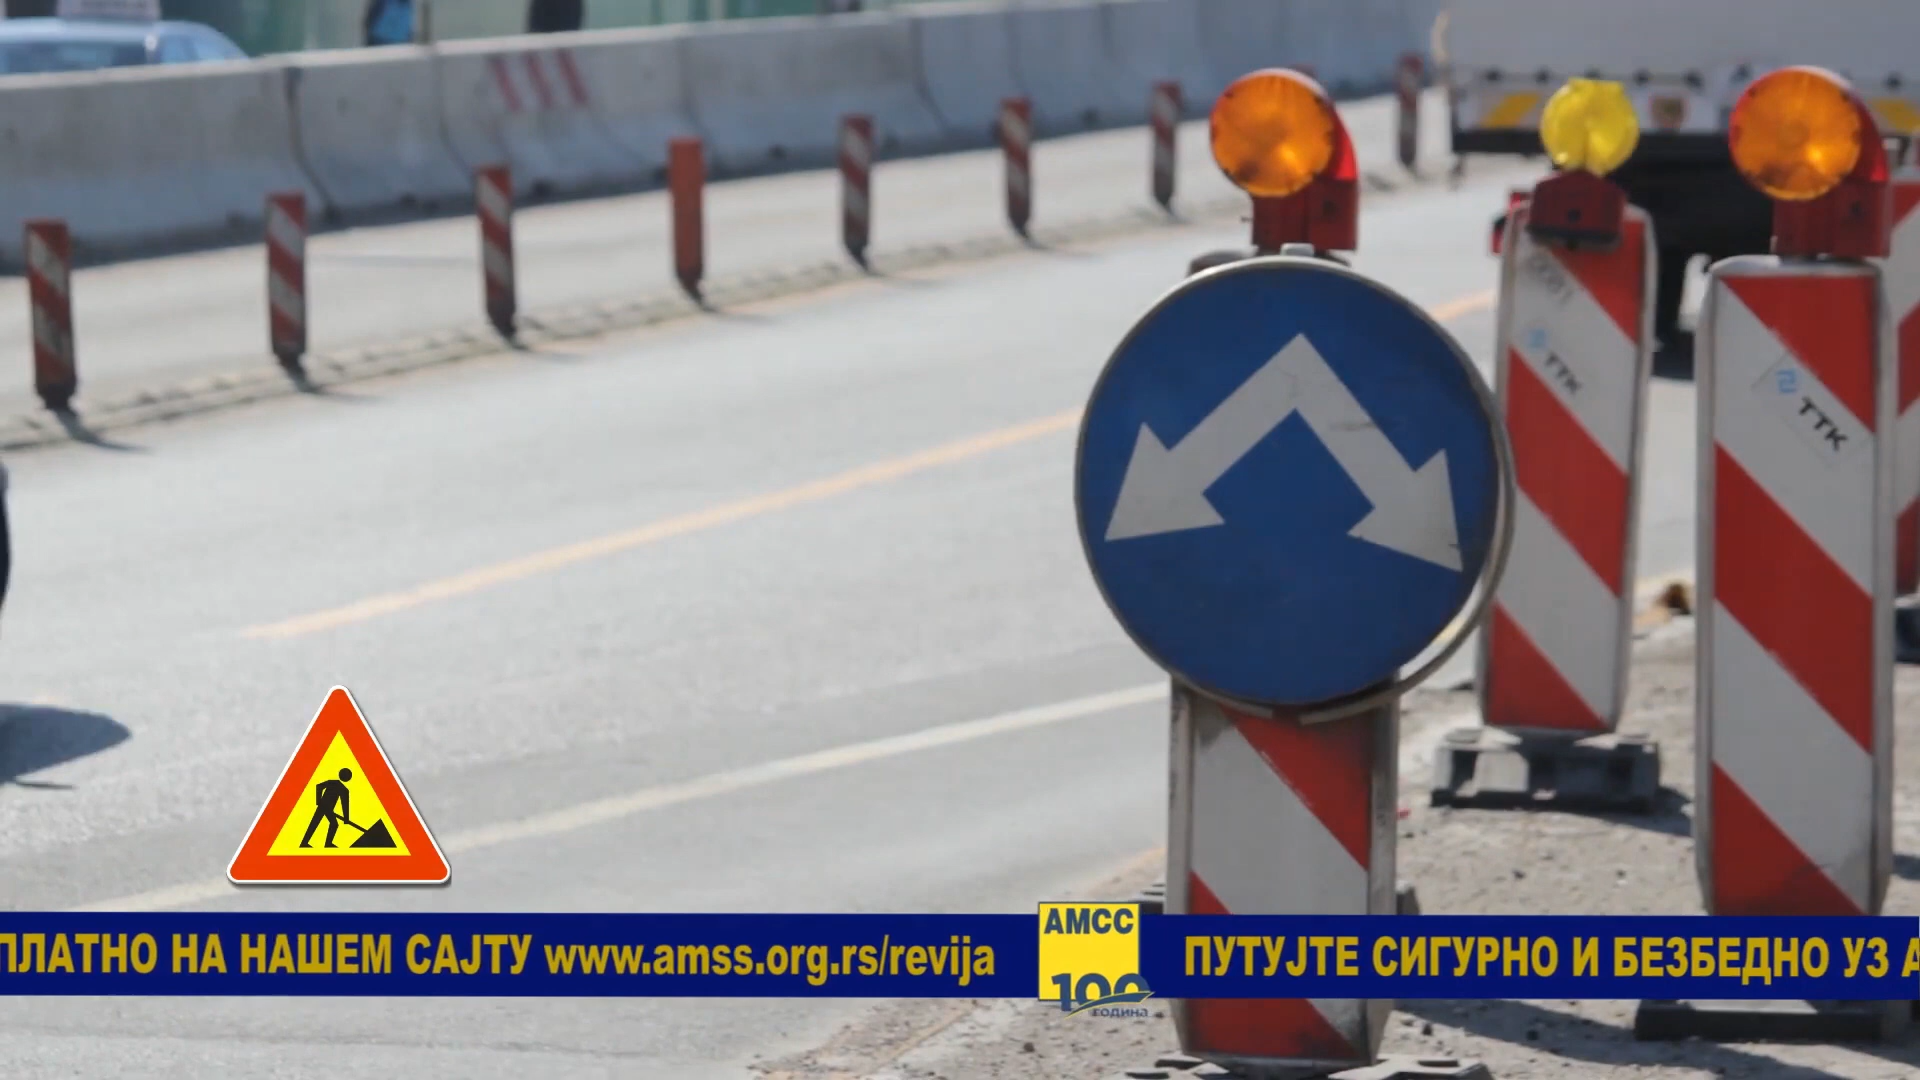 TTK
TTK
ПЛАТНО НА НАШЕМ САЈТУ www.amss.org.rs/revija
АМСС
100
година
ПУТУЈТЕ СИГУРНО И БЕЗБЕДНО УЗ